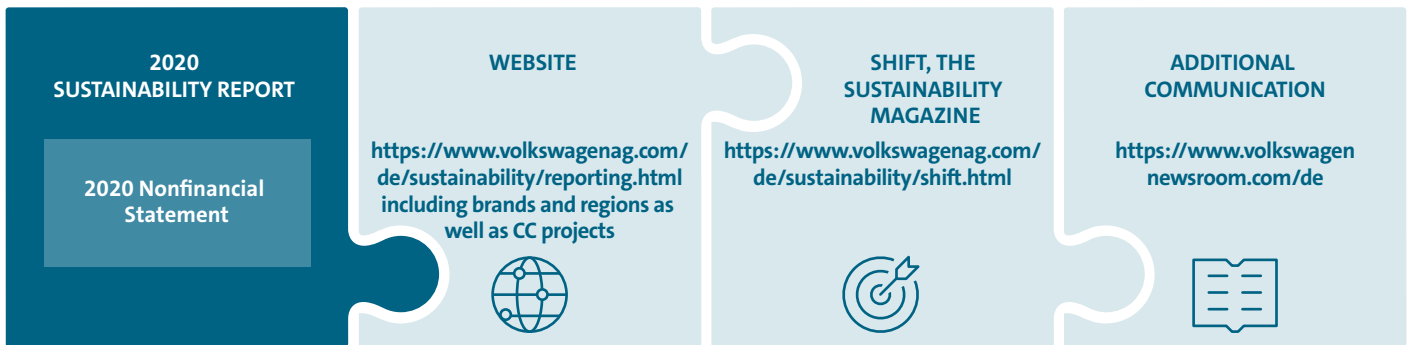 2020
SUSTAINABILITY REPORT
2020 Nonfinancial
Statement
WEBSITE
https://www.volkswagenag.com/
de/sustainability/reporting.html
including brands and regions as
well as CC projects
SHIFT, THE
SUSTAINABILITY
MAGAZINE
https://www.volkswagenag.com/
de/sustainability/shift.html
ADDITIONAL
COMMUNICATION
https://www.volkswagen
newsroom.com/de